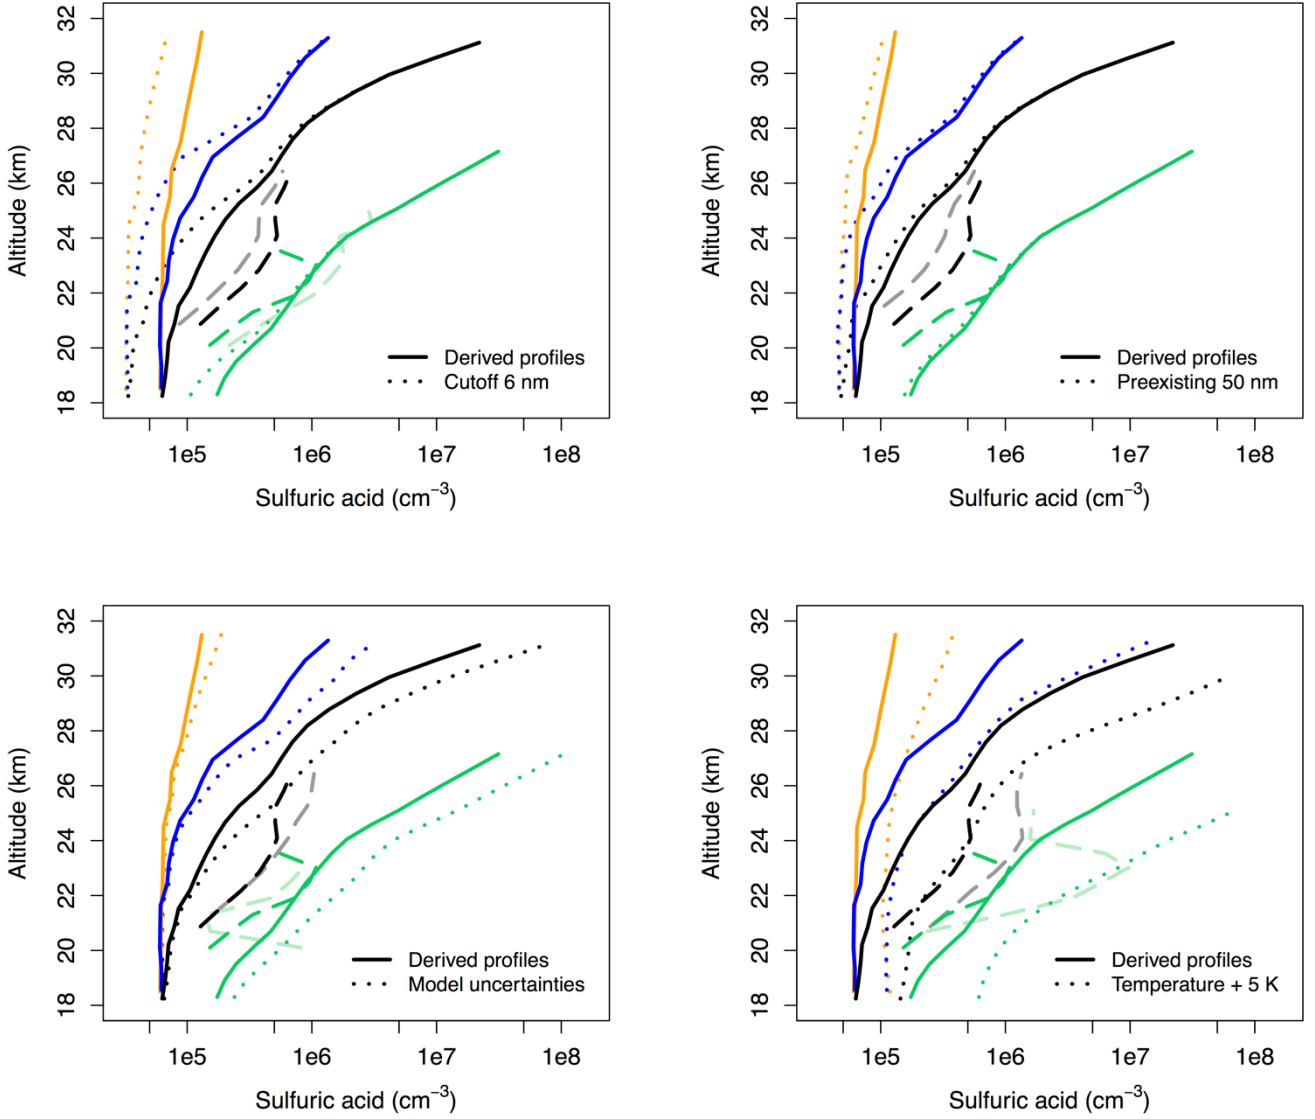 32
30
28
26
24
22
20
18
Altitude (km)
Derived profiles
Cutoff 6 nm
1e5 1e6 1e7 1e8
Sulfuric acid (cm⁻³)
32
30
28
26
24
22
20
18
Altitude (km)
Derived profiles
Preexisting 50 nm
1e5 1e6 1e7 1e8
Sulfuric acid (cm⁻³)
32
30
28
26
24
22
20
18
Altitude (km)
Derived profiles
Model uncertainties
1e5 1e6 1e7 1e8
Sulfuric acid (cm⁻³)
32
30
28
26
24
22
20
18
Altitude (km)
Derived profiles
Temperature + 5 K
1e5 1e6 1e7 1e8
Sulfuric acid (cm⁻³)